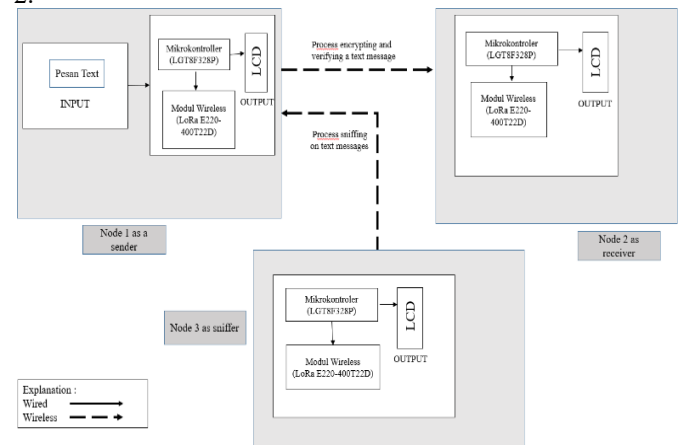 2.
Pesan Text
INPUT
Mikrokontroller
(LGT8F328P)
Modul Wireless
(LoRa E220-
400T22D)
LCD
OUTPUT
Process encrypting and
verifying a text message
Process sniffing
on text messages
Mikrokontroler
(LGT8F328P)
Modul Wireless
(LoRa E220-
400T22D)
LCD
OUTPUT
Node 1 as a
sender
Node 2 as
receiver
Node 3 as sniffer
Mikrokontroler
(LGT8F328P)
Modul Wireless
(LoRa E220-400T22D)
LCD
OUTPUT
Explanation :
Wired
Wireless